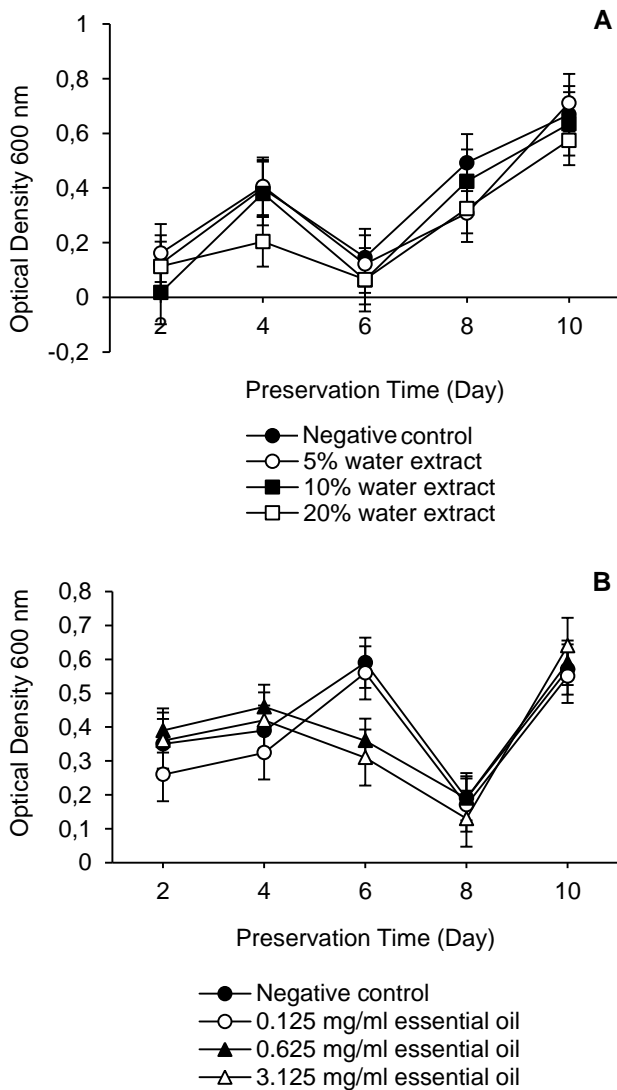 A
Optical Density 600 nm
1
0,8
0,6
0,4
0,2
0
-0,2
2 4 6 8 10
Preservation Time (Day)
Negative control
5% water extract
10% water extract
20% water extract
B
Optical Density 600 nm
0,8
0,7
0,6
0,5
0,4
0,3
0,2
0,1
0
2 4 6 8 10
Preservation Time (Day)
Negative control
0.125 mg/ml essential oil
0.625 mg/ml essential oil
3.125 mg/ml essential oil